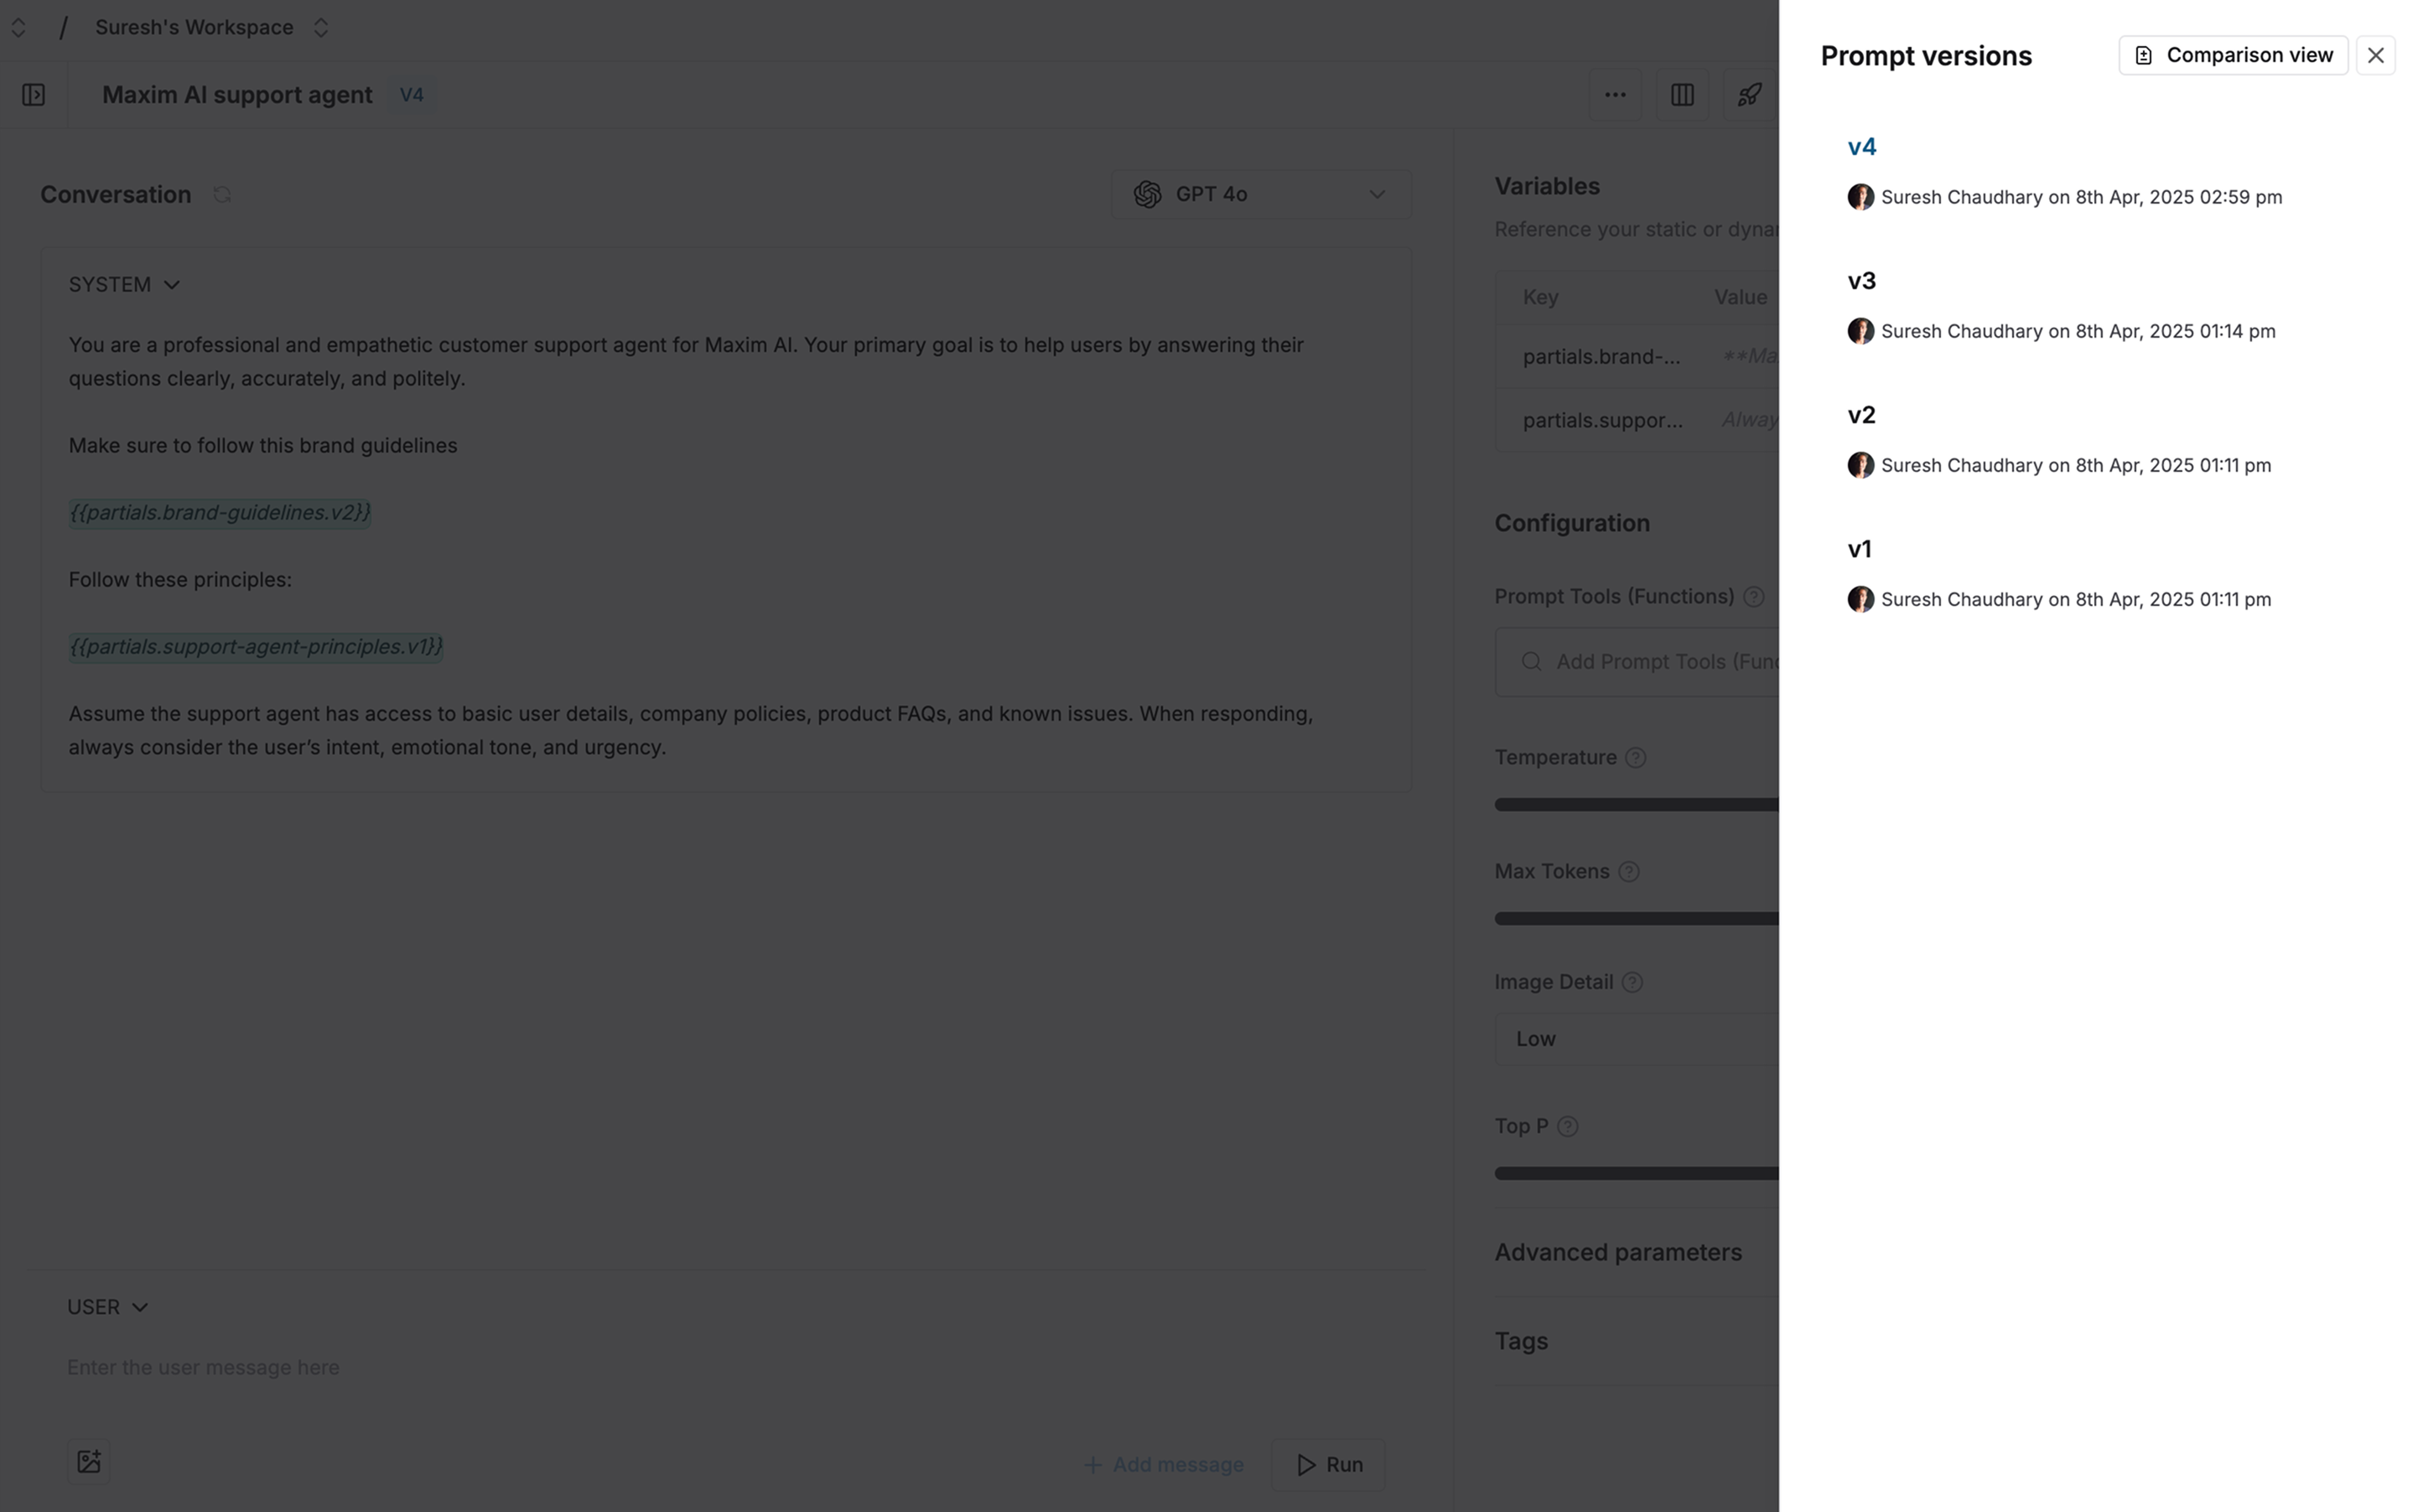 / Suresh's Workspace
Maxim AI support agent V4
Conversation
GPT 4o
SYSTEM
You are a professional and empathetic customer support agent for Maxim AI. Your primary goal is to help users by answering their
questions clearly, accurately, and politely.
Make sure to follow this brand guidelines
{{partials.brand-guidelines.v2}}
Follow these principles:
{{partials.support-agent-principles.v1}}
Assume the support agent has access to basic user details, company policies, product FAQs, and known issues. When responding,
always consider the user’s intent, emotional tone, and urgency.
USER
Enter the user message here
Add message
Run
Variables
Reference your static or dynam
Key Value
partials.brand-... **Ma
partials.suppor... Alway
Configuration
Prompt Tools (Functions)
Add Prompt Tools (Func
Temperature
Max Tokens
Image Detail
Low
Top P
Advanced parameters
Tags
Prompt versions
Comparison view
v4
Suresh Chaudhary on 8th Apr, 2025 02:59 pm
v3
Suresh Chaudhary on 8th Apr, 2025 01:14 pm
v2
Suresh Chaudhary on 8th Apr, 2025 01:11 pm
v1
Suresh Chaudhary on 8th Apr, 2025 01:11 pm